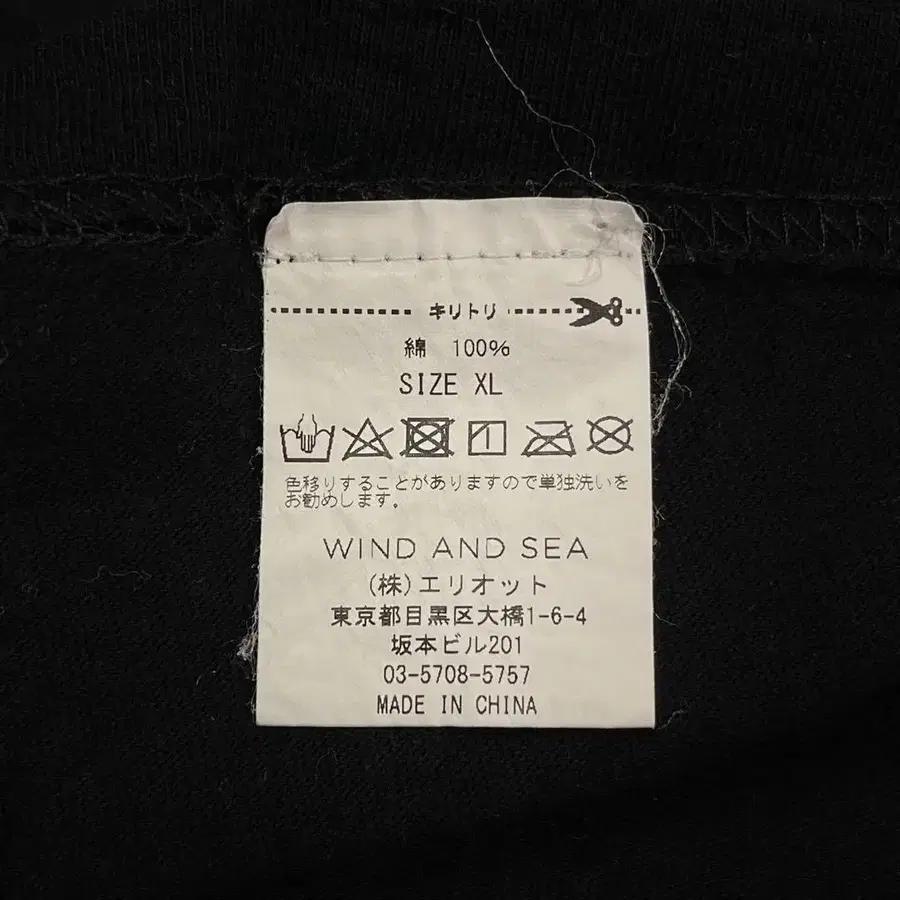 キリトリ
綿 100%
SIZE XL
色移りすることがありますので単独洗いを
お勧めします。
WIND AND SEA
(株)エリオット
東京都目黒区大橋1-6-4
坂本ビル201
03-5708-5757
MADE IN CHINA